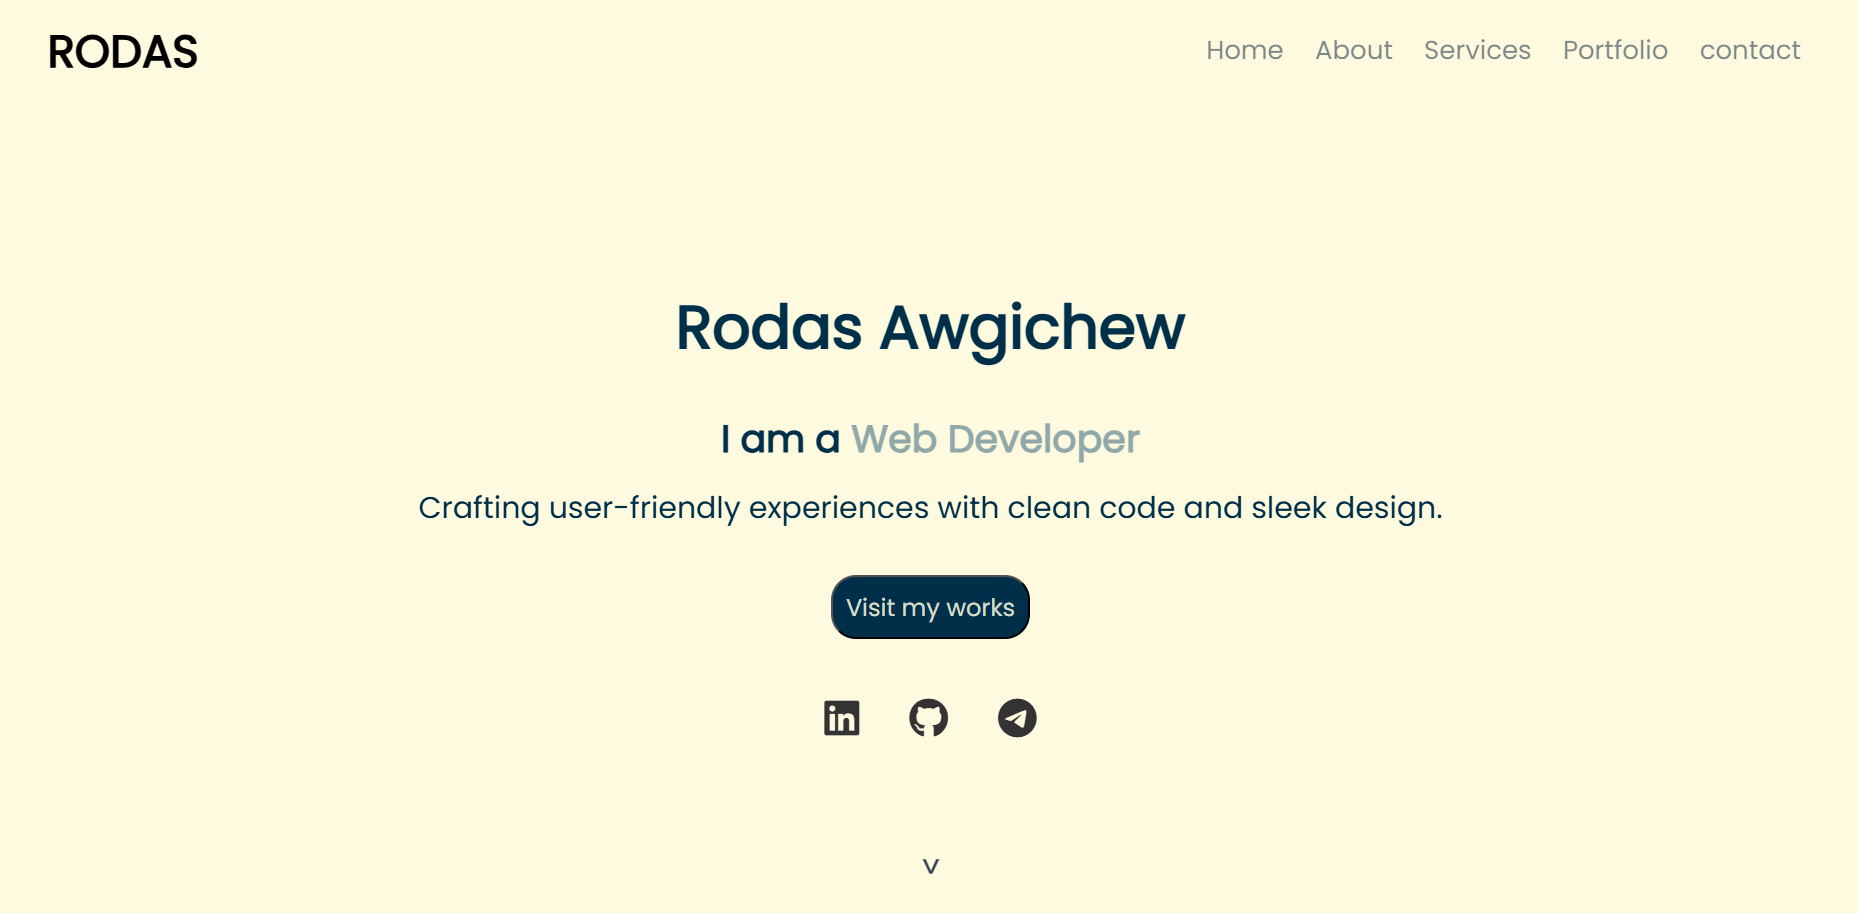 RODAS
Home About Services Portfolio contact
Rodas Awgichew
I am a Web Developer
Crafting user-friendly experiences with clean code and sleek design.
Visit my works
in
v